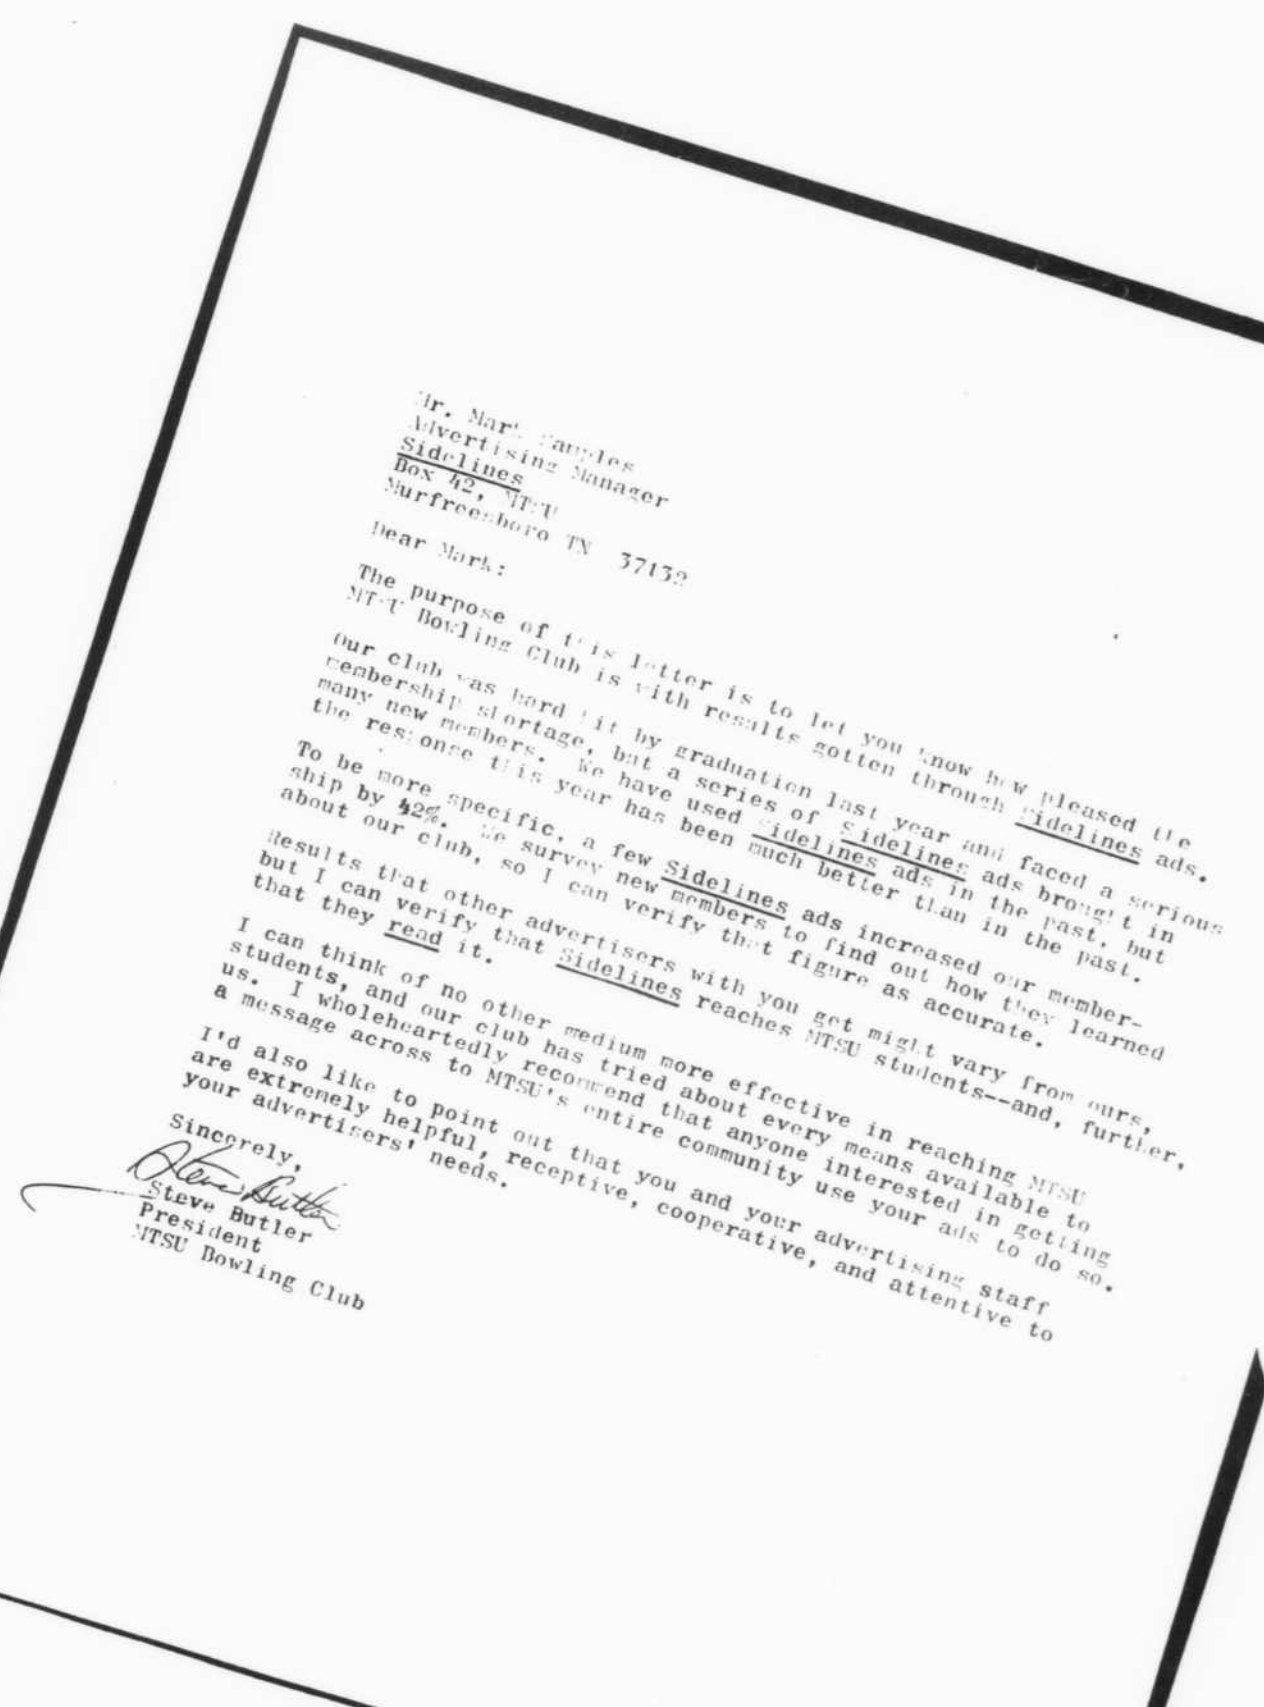 Mr. Mark
Advertising Manager
Sidelines
Box 42, MTSU
Murfreesboro TN 37132
Dear Mark:
The purpose of this letter is to let you know how pleased the
MTSU Bowling Club is with results gotten through Sidelines ads.
Our club was hard hit by graduation last year and faced a serious
membership shortage, but a series of Sidelines ads brought in
many new members. We have used Sidelines ads in the past, but
the response this year has been much better than in the past.
To be more specific, a few Sidelines ads increased our member-
ship by 42%. We survey new members to find out how they learned
about our club, so I can verify that figure as accurate.
Results that other advertisers with you get might vary from ours,
but I can verify that Sidelines reaches MTSU students--and, further,
that they read it.
I can think of no other medium more effective in reaching MTSU
students, and our club has tried about every means available to
us. I wholeheartedly recommend that anyone interested in getting
a message across to MTSU's entire community use your ads to do so.
I'd also like to point out that you and your advertising staff
are extremely helpful, receptive, cooperative, and attentive to
your advertisers' needs.
Sincerely,
Steve Butler
Steve Butler
President
MTSU Bowling Club